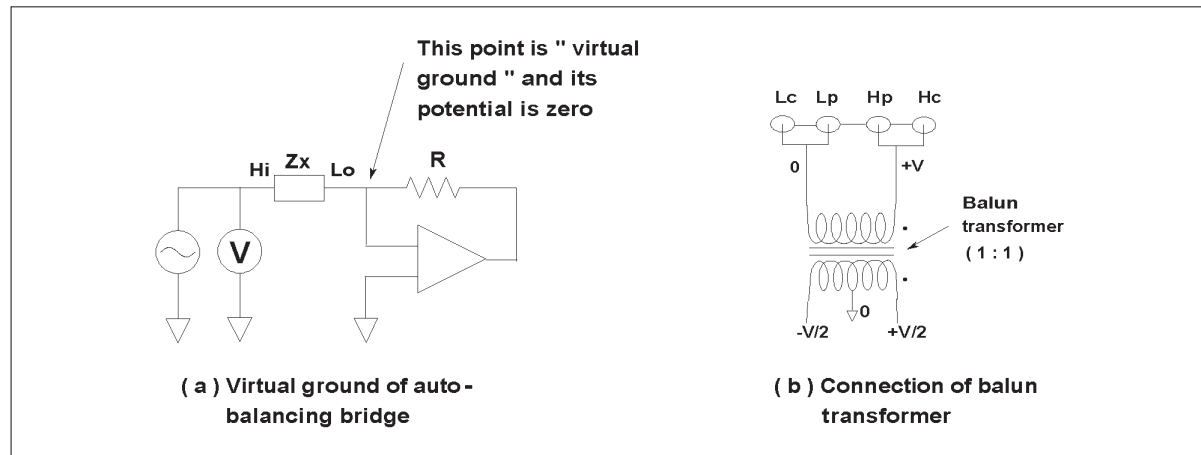 This point is " virtual
ground " and its
potential is zero
Hi
Zx
Lo
R
V
( a ) Virtual ground of auto -
balancing bridge
Lc
Lp
Hp
Hc
0
+V
Balun
transformer
( 1 : 1 )
0
-V/2
+V/2
( b ) Connection of balun
transformer